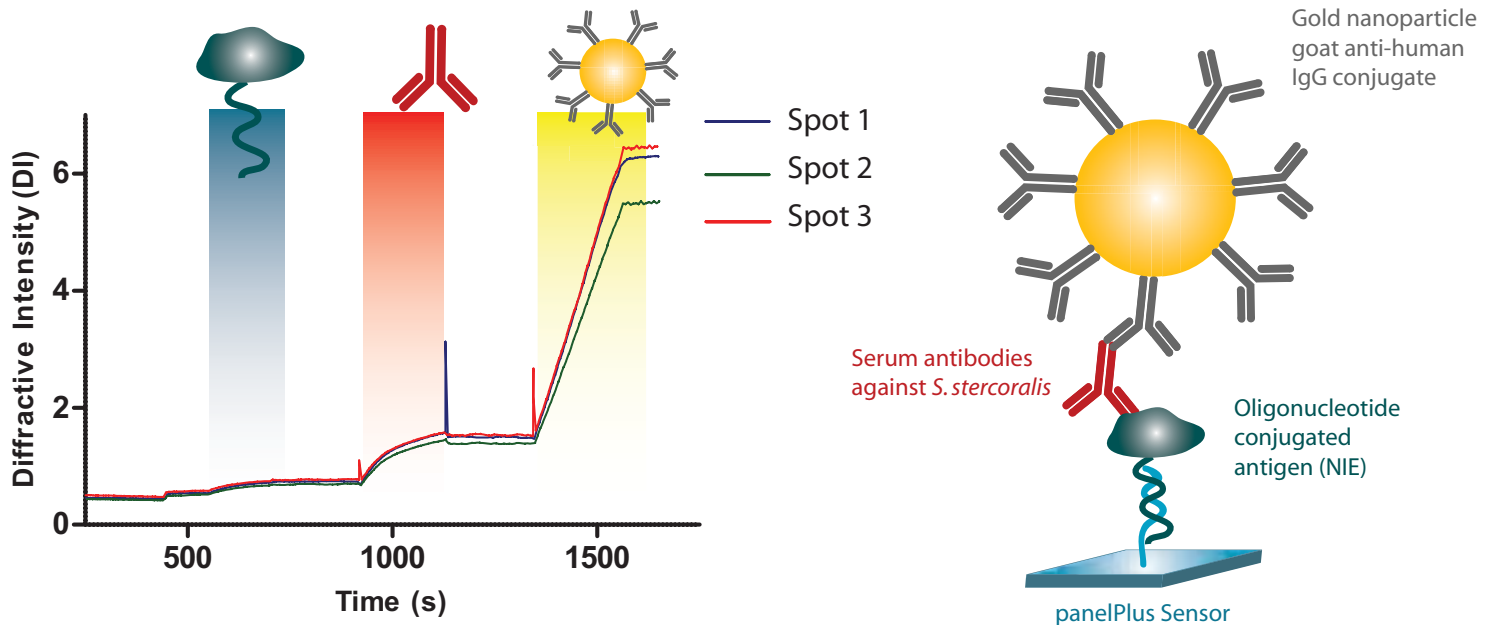 Diffractive Intensity (DI)
6
4
2
0
500
1000
1500
Time (s)
Spot 1
Spot 2
Spot 3
Gold nanoparticle
goat anti-human
IgG conjugate
Serum antibodies
against S. stercoralis
Oligonucleotide
conjugated
antigen (NIE)
panelPlus Sensor